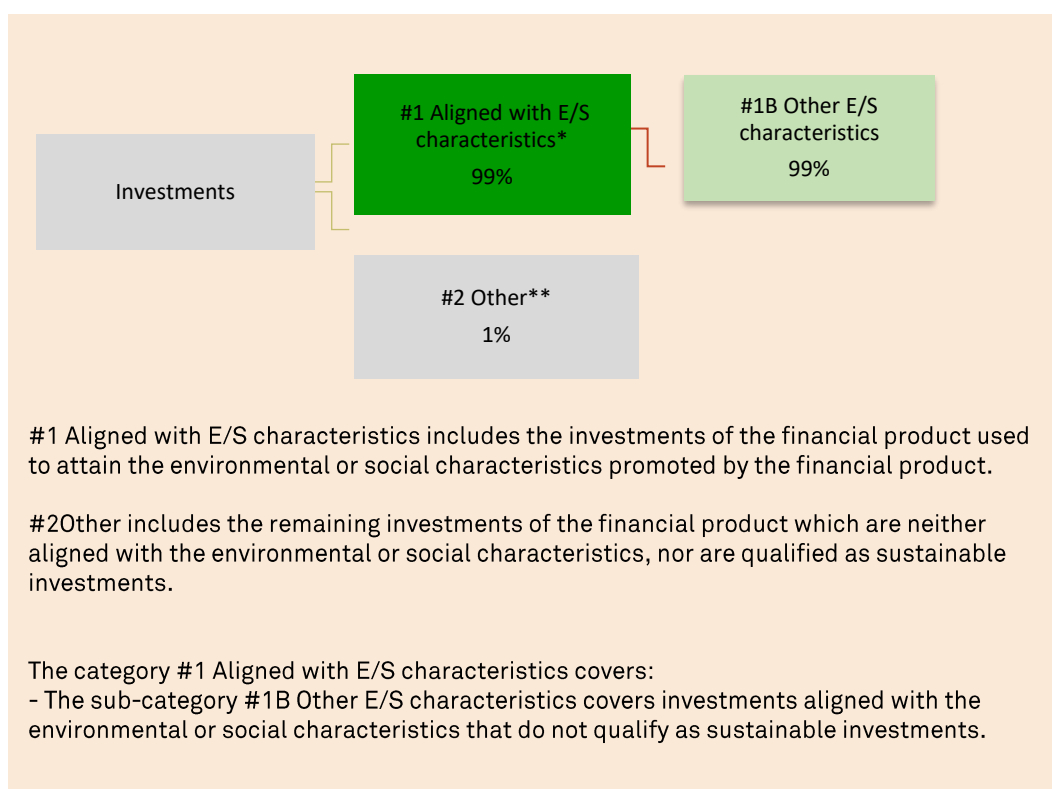 Investments
#1 Aligned with E/S
characteristics*
99%
#1B Other E/S
characteristics
99%
#2 Other**
1%
#1 Aligned with E/S characteristics includes the investments of the financial product used
to attain the environmental or social characteristics promoted by the financial product.
#2Other includes the remaining investments of the financial product which are neither
aligned with the environmental or social characteristics, nor are qualified as sustainable
investments.
The category #1 Aligned with E/S characteristics covers:
- The sub-category #1B Other E/S characteristics covers investments aligned with the
environmental or social characteristics that do not qualify as sustainable investments.